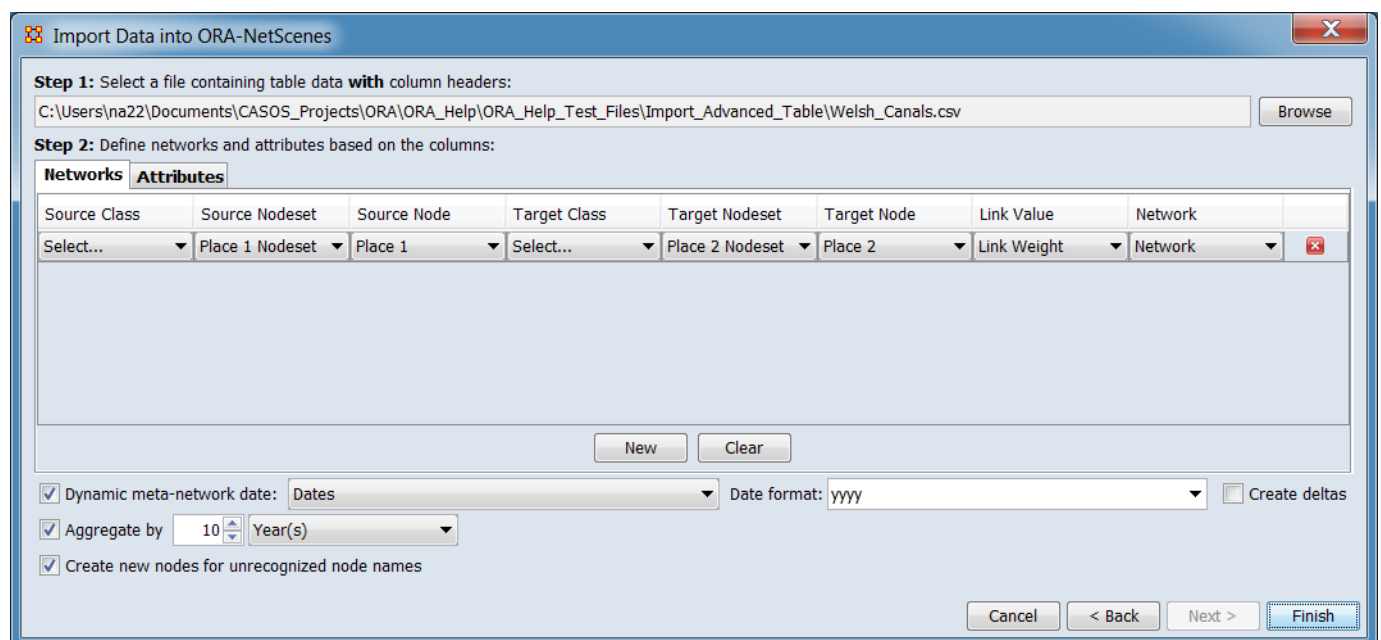 Import Data into ORA-NetScenes
Step 1: Select a file containing table data with column headers:
C:\Users\na22\Documents\CASOS_Projects\ORA\ORA_Help\ORA_Help_Test_Files\Import_Advanced_Table\Welsh_Canals.csv Browse
Step 2: Define networks and attributes based on the columns:
Networks Attributes
Source Class Source Nodeset Source Node Target Class Target Nodeset Target Node Link Value Network
Select... Place 1 Nodeset Place 1 Select... Place 2 Nodeset Place 2 Link Weight Network
New Clear
Dynamic meta-network date: Dates Date format: yyyy Create deltas
Aggregate by 10 Year(s)
Create new nodes for unrecognized node names
Cancel < Back Next > Finish